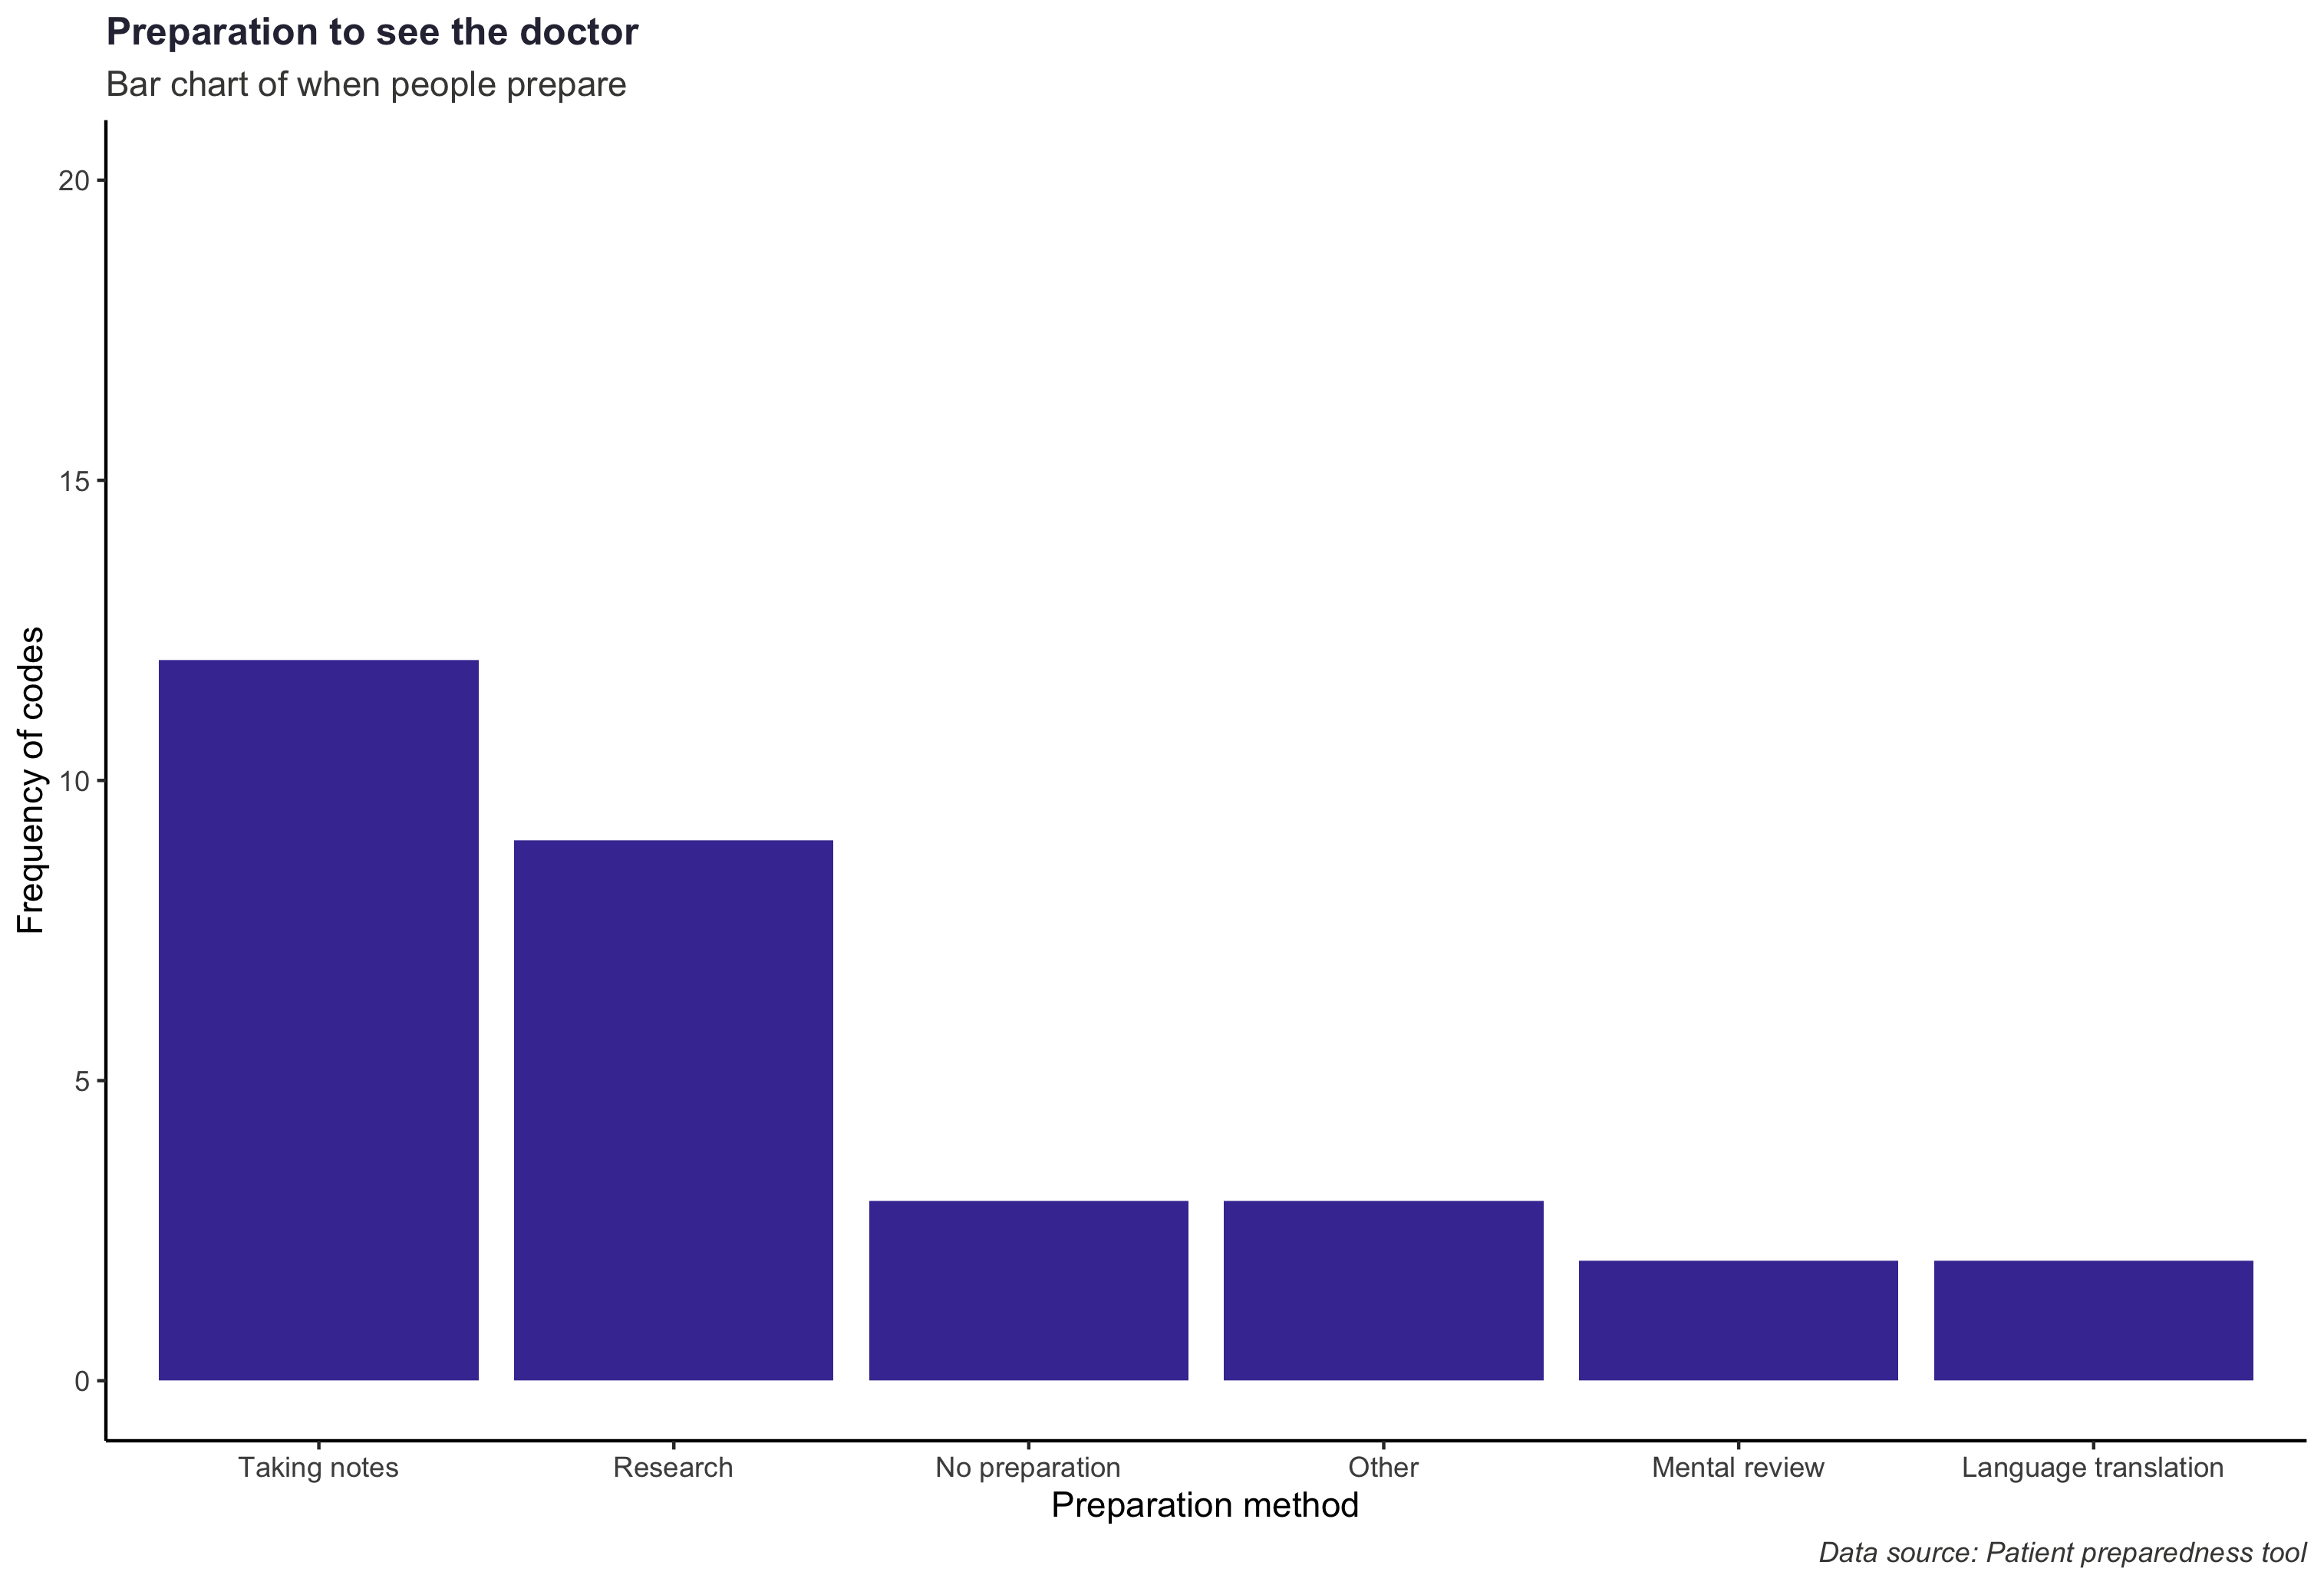 Preparation to see the doctor
Bar chart of when people prepare
Frequency of codes
20
15
10
5
0
Taking notes
Research
No preparation
Other
Mental review
Language translation
Preparation method
Data source: Patient preparedness tool